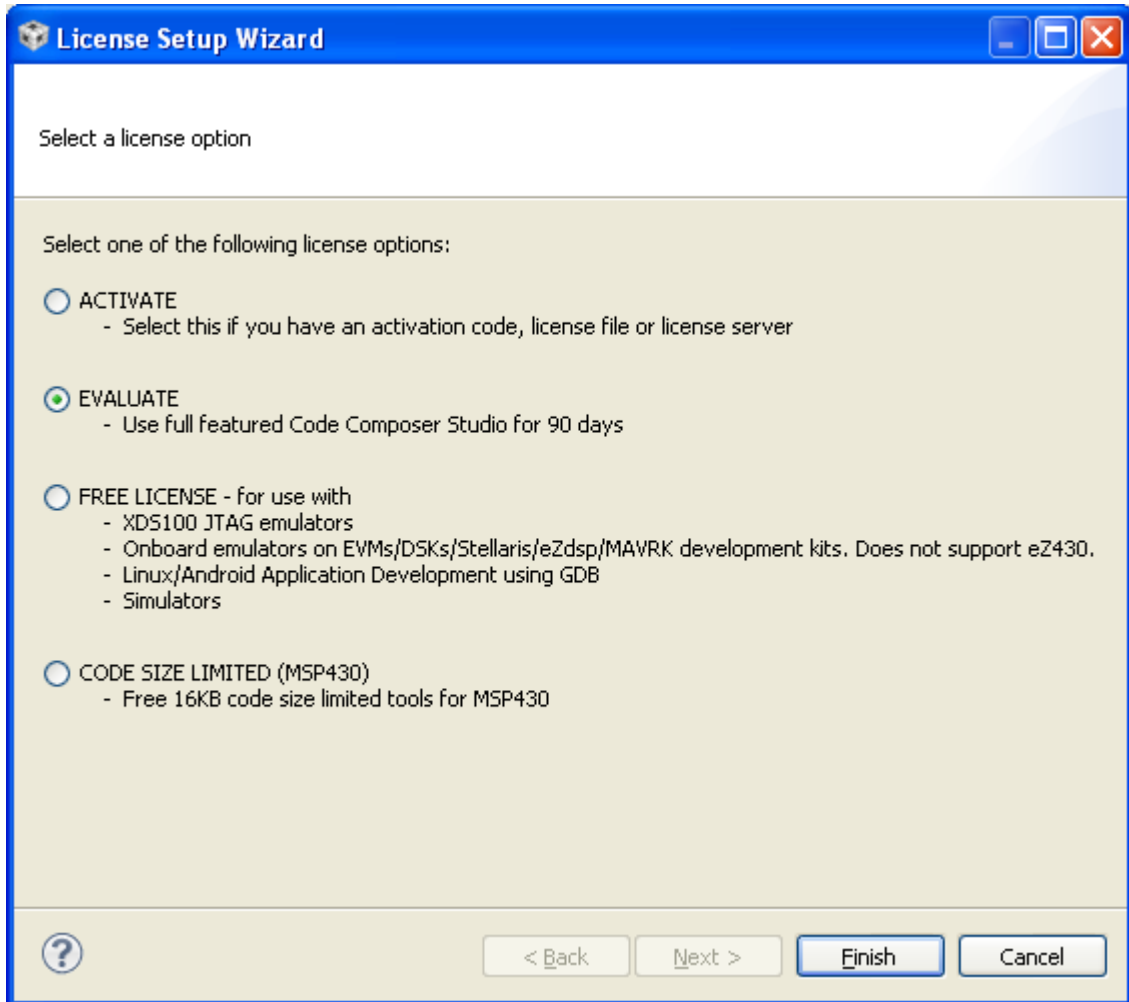 License Setup Wizard
Select a license option
Select one of the following license options:
ACTIVATE
- Select this if you have an activation code, license file or license server
EVALUATE
- Use full featured Code Composer Studio for 90 days
FREE LICENSE - for use with
- XDS100 JTAG emulators
- Onboard emulators on EVMs/DSKs/Stellaris/eZdsp/MAVRK development kits. Does not support eZ430.
- Linux/Android Application Development using GDB
- Simulators
CODE SIZE LIMITED (MSP430)
- Free 16KB code size limited tools for MSP430
? < Back Next > Finish Cancel